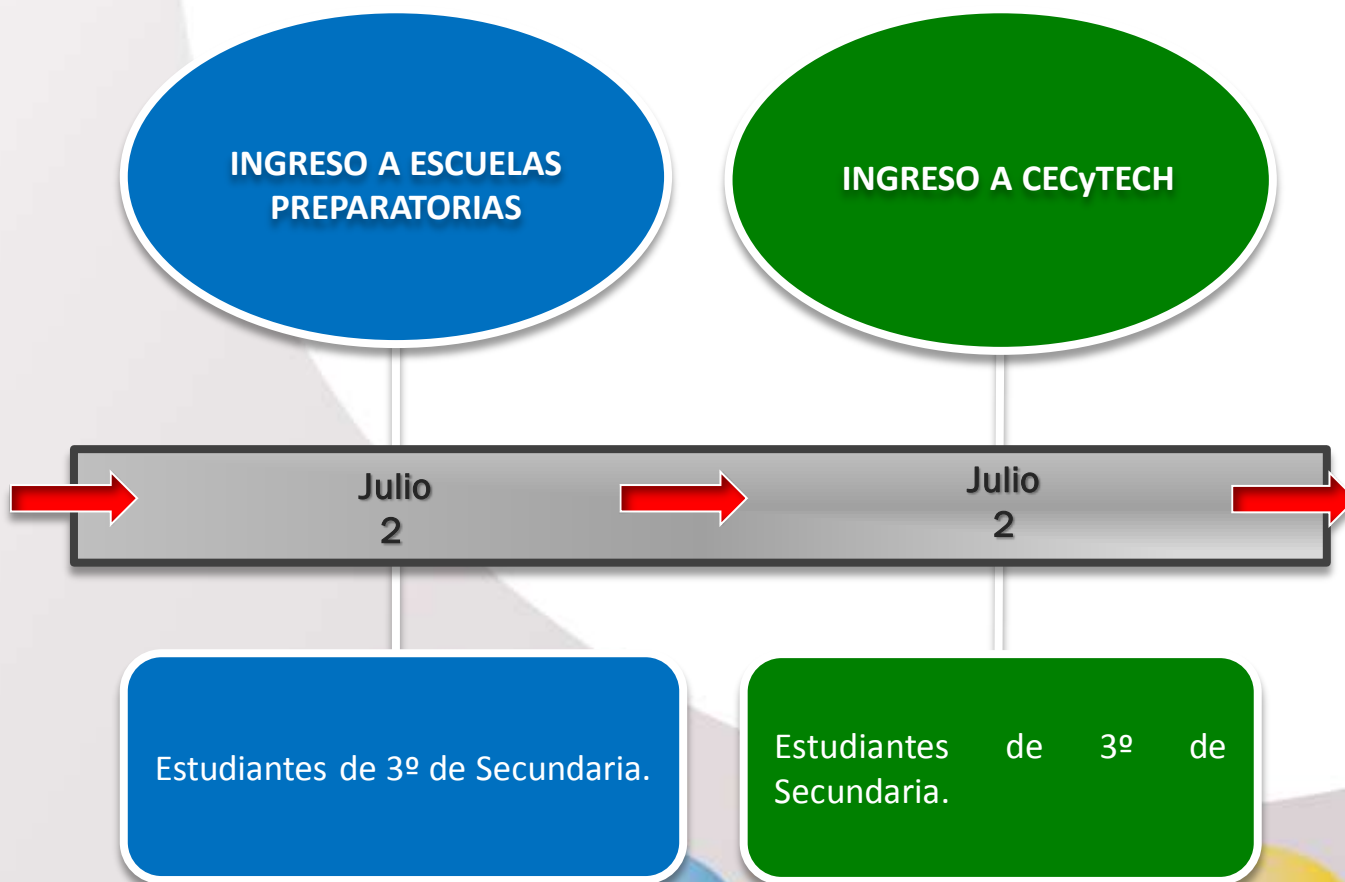 INGRESO A ESCUELAS
PREPARATORIAS
INGRESO A CECyTECH
Julio
2
Julio
2
Estudiantes de 3º de Secundaria.
Estudiantes de 3º de
Secundaria.